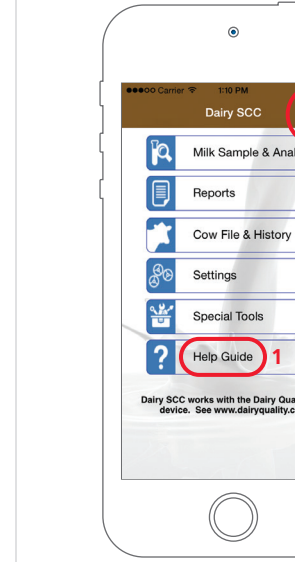 ●●●○○ Carrier 1:10 PM
Dairy SCC
Milk Sample & Anal
Reports
Cow File & History
Settings
Special Tools
? Help Guide 1
Dairy SCC works with the Dairy Qua
device. See www.dairyquality.c